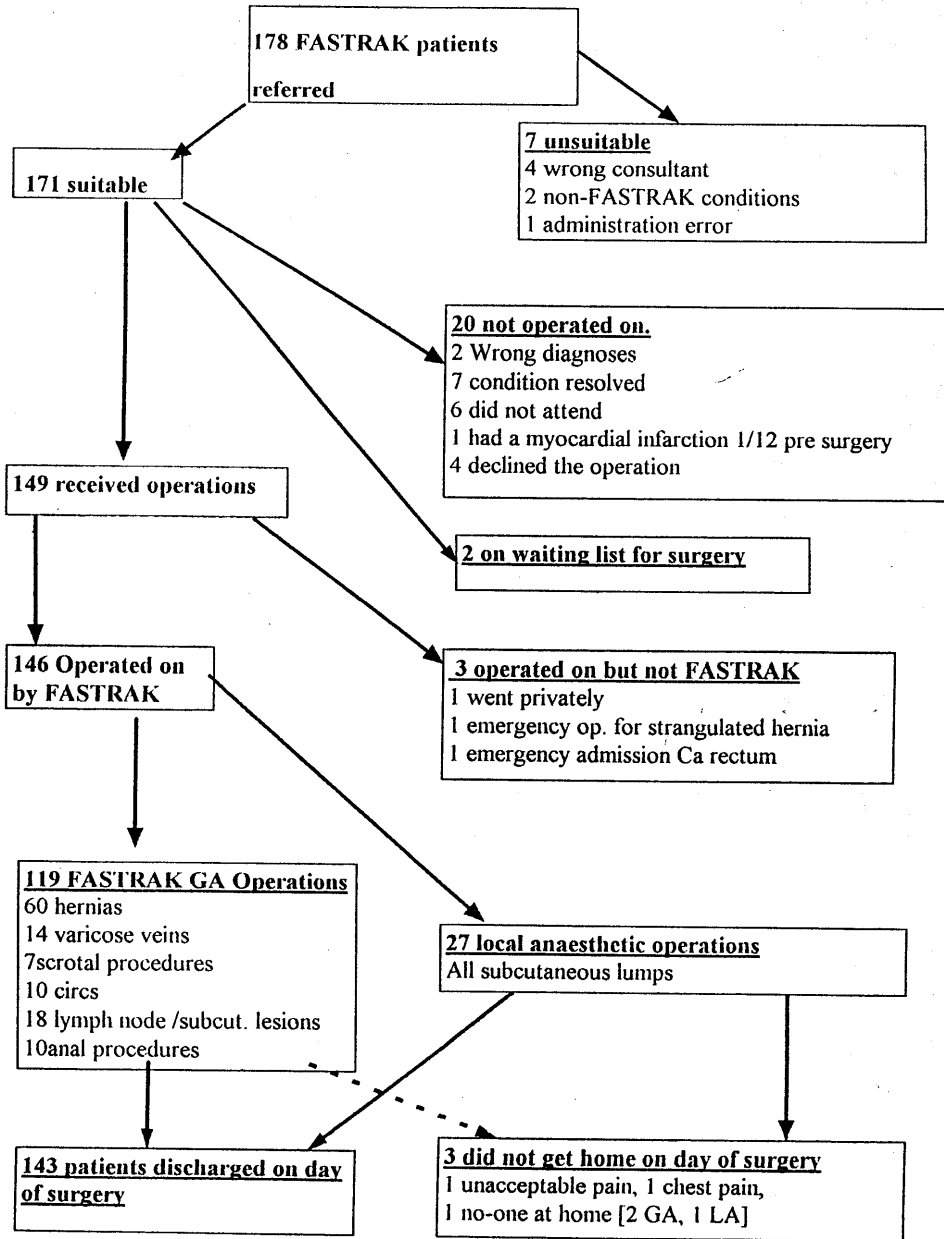 178 FASTRAK patients
referred
7 unsuitable
4 wrong consultant
2 non-FASTRAK conditions
1 administration error
171 suitable
20 not operated on.
2 Wrong diagnoses
7 condition resolved
6 did not attend
1 had a myocardial infarction 1/12 pre surgery
4 declined the operation
149 received operations
2 on waiting list for surgery
146 Operated on
by FASTRAK
3 operated on but not FASTRAK
1 went privately
1 emergency op. for strangulated hernia
1 emergency admission Ca rectum
119 FASTRAK GA Operations
60 hernias
14 varicose veins
7scrotal procedures
10 circs
18 lymph node /subcut. lesions
10anal procedures
27 local anaesthetic operations
All subcutaneous lumps
143 patients discharged on day
of surgery
3 did not get home on day of surgery
1 unacceptable pain, 1 chest pain,
1 no-one at home [2 GA, 1 LA]